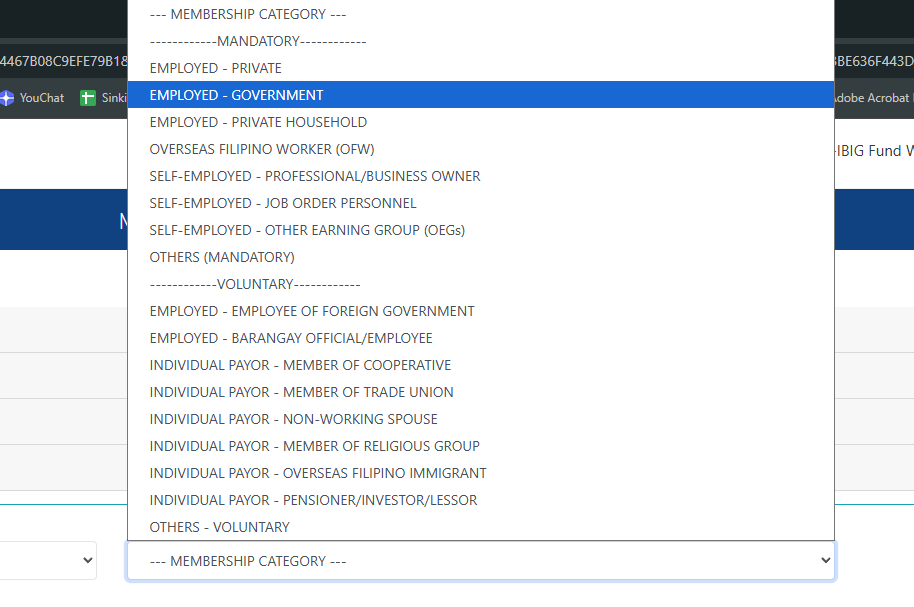 --- MEMBERSHIP CATEGORY ---
------------MANDATORY------------
4467B08C9EFE79B18
BE636F443D
EMPLOYED - PRIVATE
EMPLOYED - GOVERNMENT
YouChat
Sinki
dobe Acrobat
EMPLOYED - PRIVATE HOUSEHOLD
OVERSEAS FILIPINO WORKER (OFW)
-IBIG Fund
SELF-EMPLOYED - PROFESSIONAL/BUSINESS OWNER
SELF-EMPLOYED - JOB ORDER PERSONNEL
SELF-EMPLOYED - OTHER EARNING GROUP (OEGs)
OTHERS (MANDATORY)
------------VOLUNTARY------------
EMPLOYED - EMPLOYEE OF FOREIGN GOVERNMENT
EMPLOYED - BARANGAY OFFICIAL/EMPLOYEE
INDIVIDUAL PAYOR - MEMBER OF COOPERATIVE
INDIVIDUAL PAYOR - MEMBER OF TRADE UNION
INDIVIDUAL PAYOR - NON-WORKING SPOUSE
INDIVIDUAL PAYOR - MEMBER OF RELIGIOUS GROUP
INDIVIDUAL PAYOR - OVERSEAS FILIPINO IMMIGRANT
INDIVIDUAL PAYOR - PENSIONER/INVESTOR/LESSOR
OTHERS - VOLUNTARY
--- MEMBERSHIP CATEGORY ---